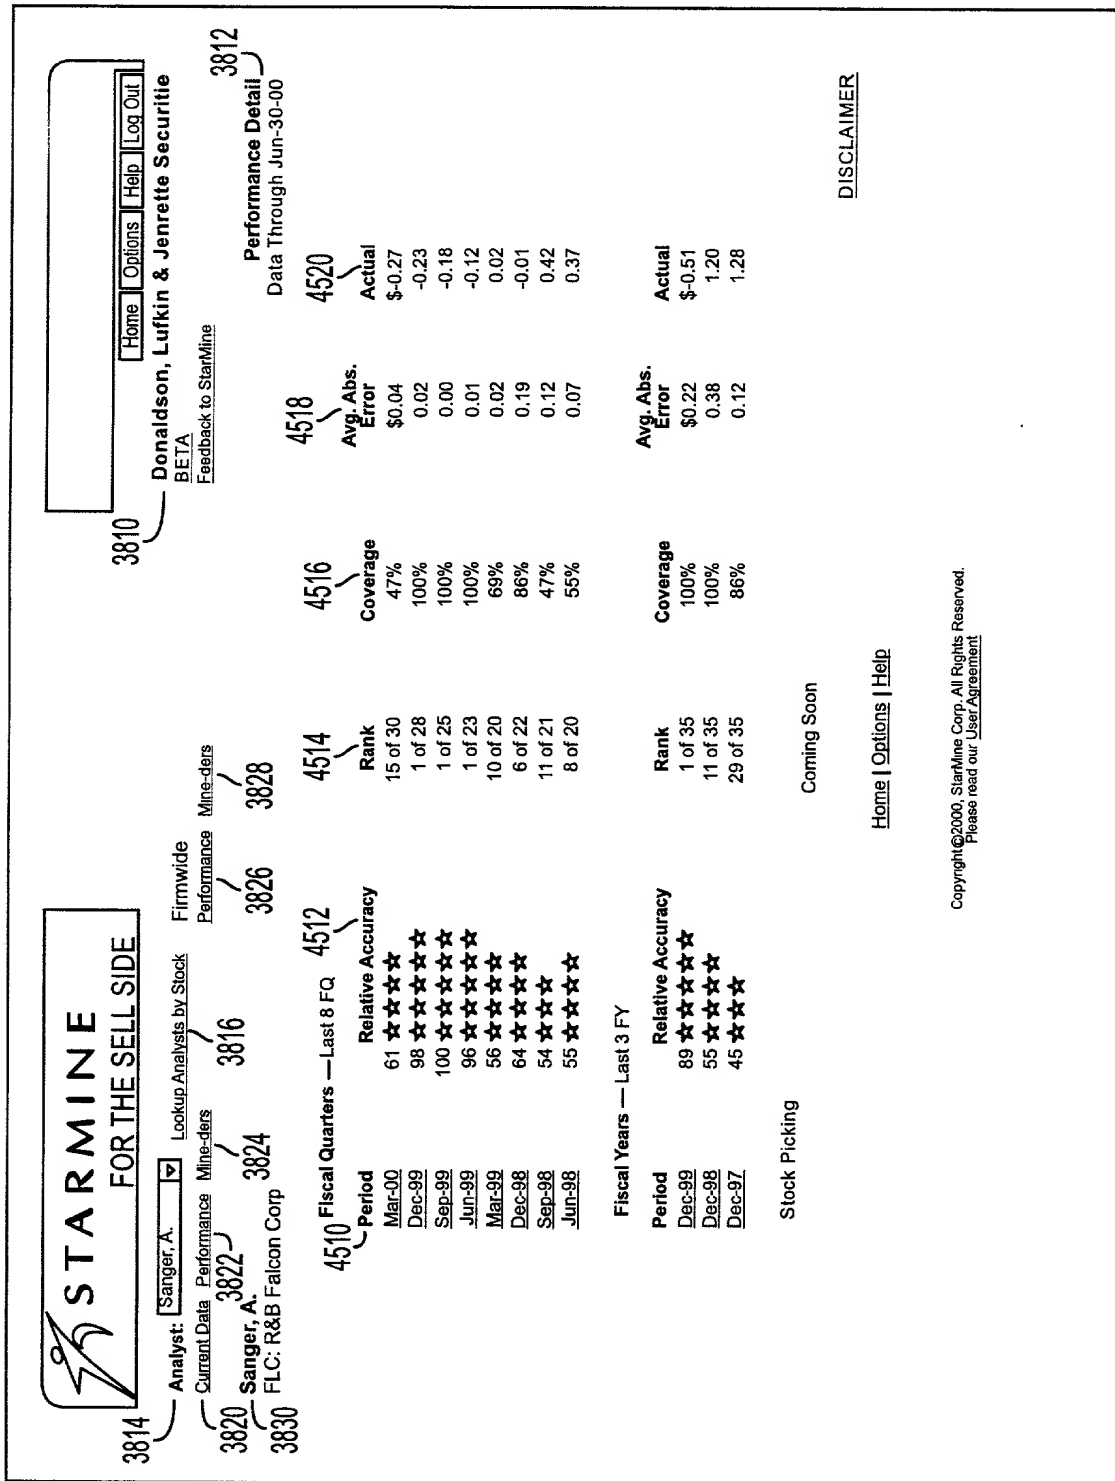 STARMINE
FOR THE SELL SIDE
Home Options Help Log Out
3810
Donaldson, Lufkin & Jenrette Securitie
BETA
Feedback to StarMine
3814
Analyst: Sanger, A. Lookup Analysts by Stock Firmwide
Current Data Performance Mine-ders Performance Mine-ders
3820 3822 3824 3816 3826 3828
3812
Sanger, A. Performance Detail
3830
FLC: R&B Falcon Corp Data Through Jun-30-00
Fiscal Quarters — Last 8 FQ
4510 4512 4514 4516 4518 4520
Period Relative Accuracy Rank Coverage Avg. Abs. Error Actual
Mar-00 61 15 of 30 47% $0.04 $-0.27
Dec-99 98 1 of 28 100% 0.02 -0.23
Sep-99 100 1 of 25 100% 0.00 -0.18
Jun-99 96 1 of 23 100% 0.01 -0.12
Mar-99 56 10 of 20 69% 0.02 0.02
Dec-98 64 6 of 22 86% 0.19 -0.01
Sep-98 54 11 of 21 47% 0.12 0.42
Jun-98 55 8 of 20 55% 0.07 0.37
Fiscal Years — Last 3 FY
Period Relative Accuracy Rank Coverage Avg. Abs. Error Actual
Dec-99 89 1 of 35 100% $0.22 $-0.51
Dec-98 55 11 of 35 100% 0.38 1.20
Dec-97 45 29 of 35 86% 0.12 1.28
Stock Picking Coming Soon
DISCLAIMER
Home | Options | Help
Copyright©2000, StarMine Corp. All Rights Reserved.
Please read our User Agreement